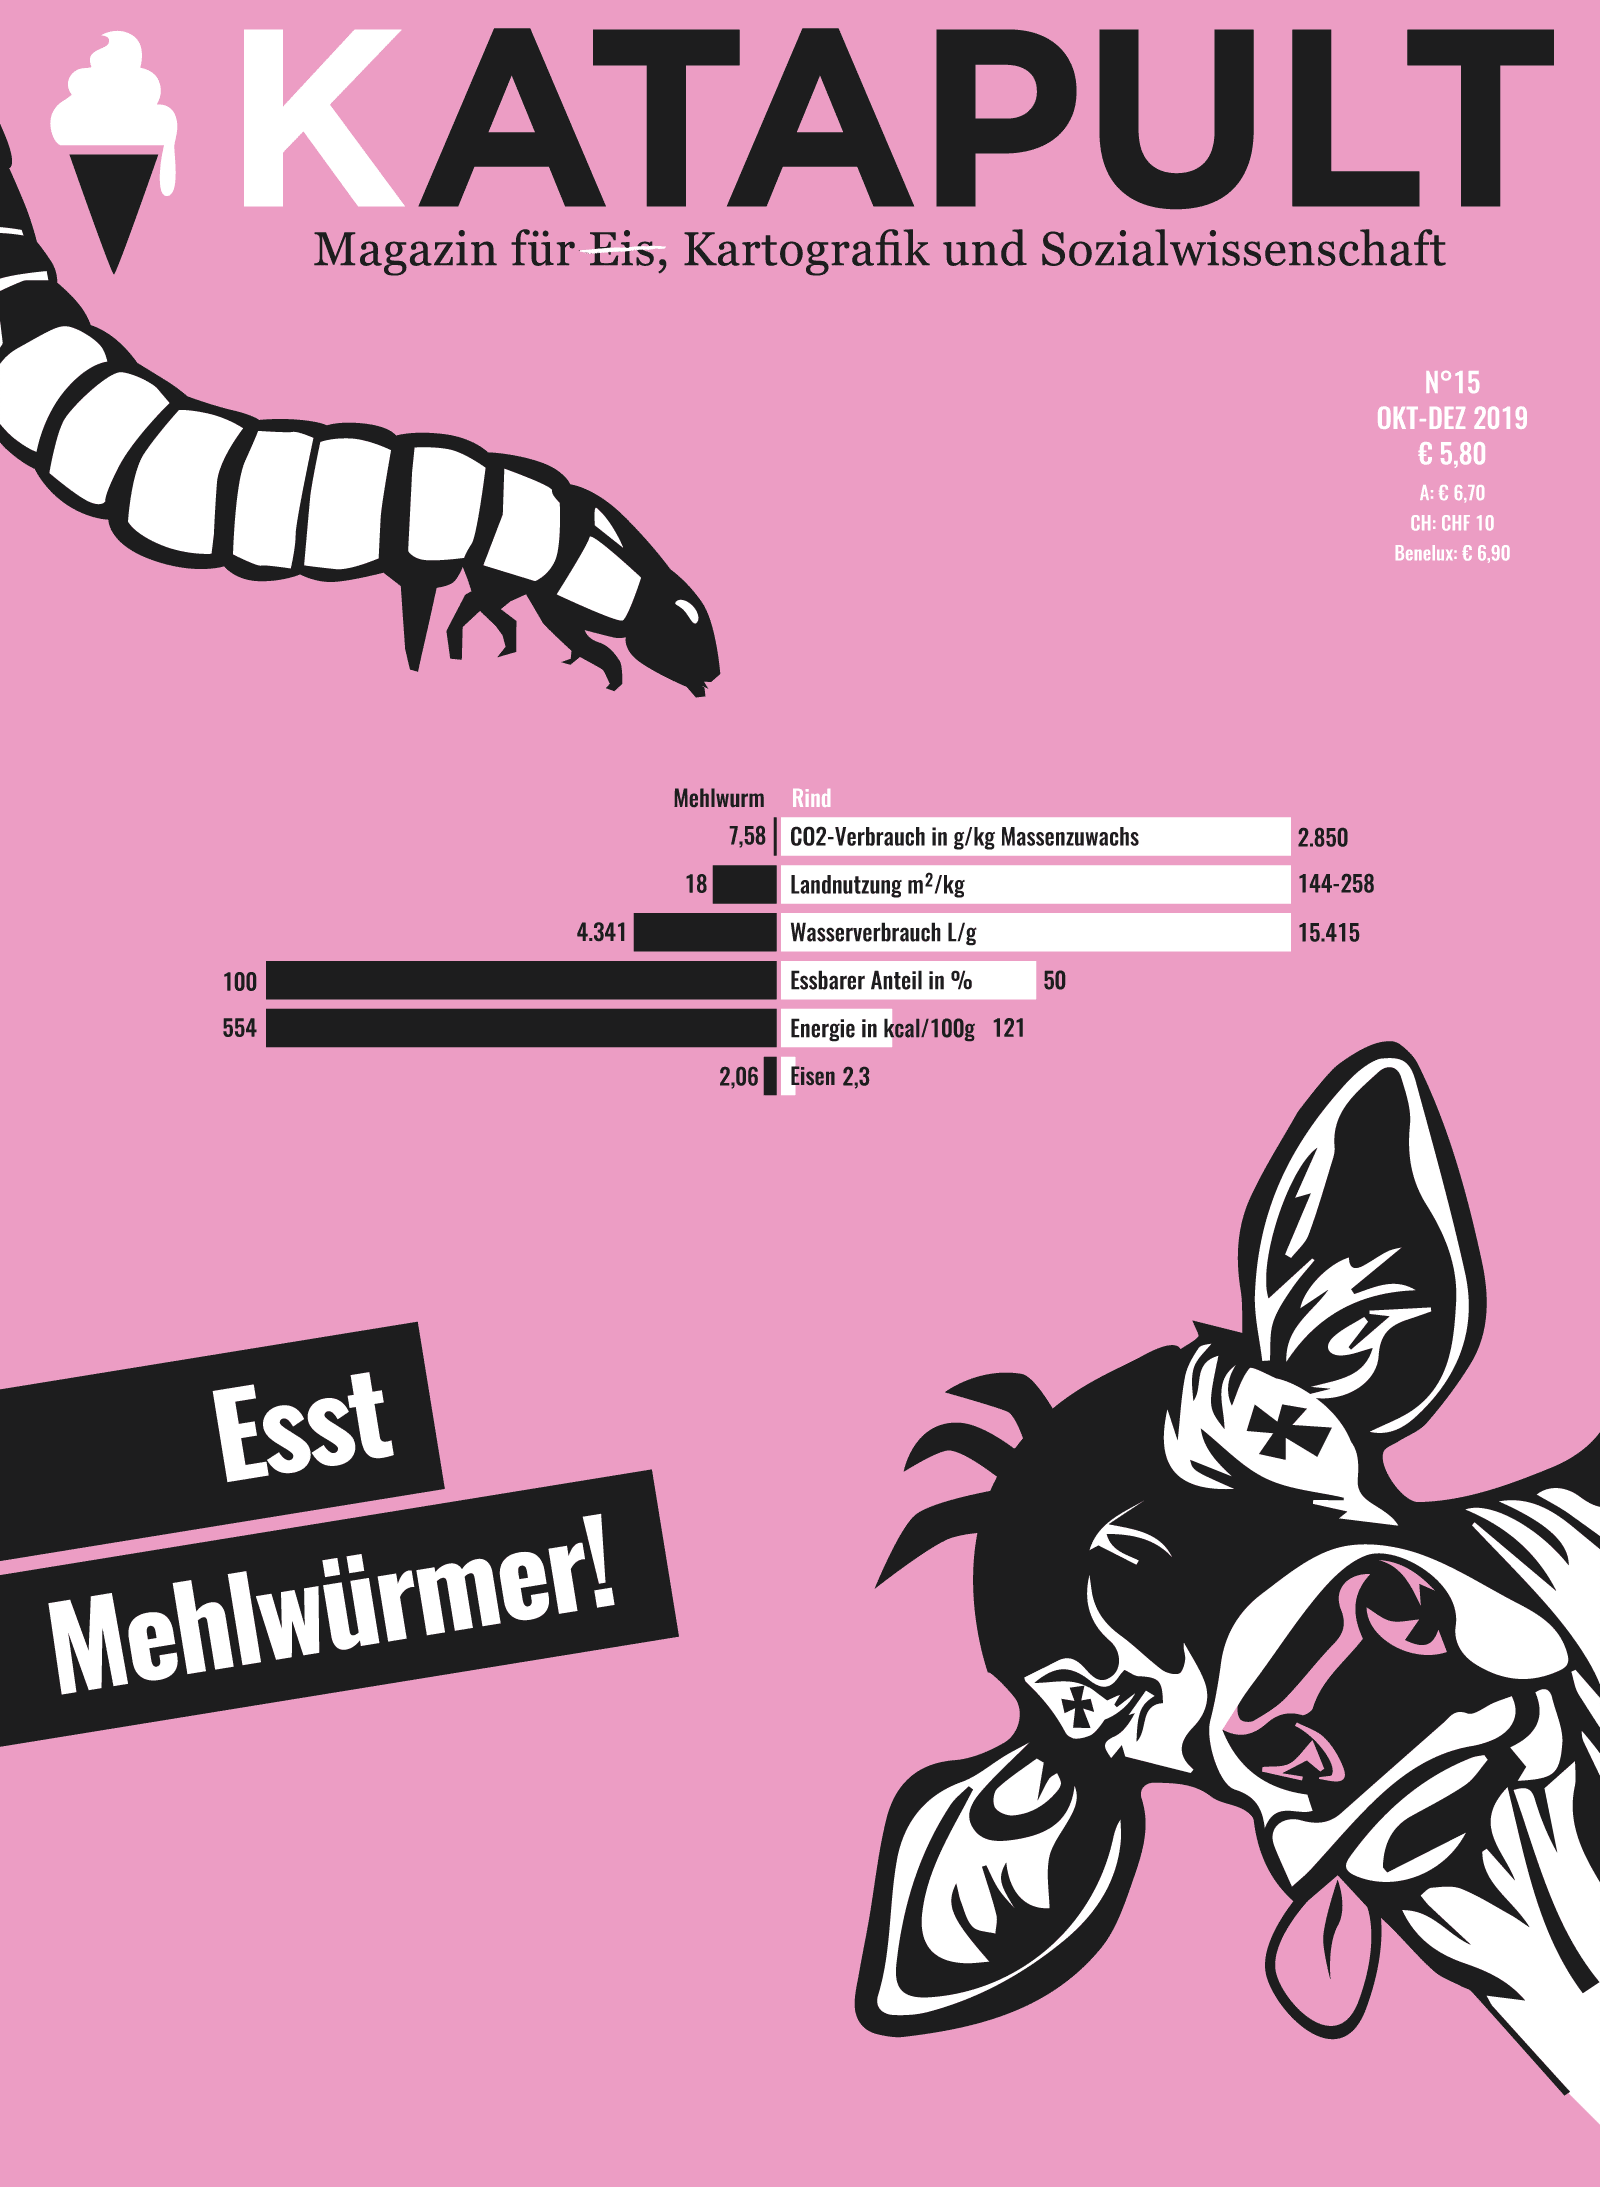 KATAPULT
Magazin für Eis, Kartografik und Sozialwissenschaft
N°15
OKT-DEZ 2019
€ 5,80
A: € 6,70
CH: CHF 10
Benelux: € 6,90
Mehlwurm Rind
7,58 CO2-Verbrauch in g/kg Massenzuwachs 2.850
18 Landnutzung m²/kg 144-258
4.341 Wasserverbrauch L/g 15.415
100 Essbarer Anteil in % 50
554 Energie in kcal/100g 121
2,06 Eisen 2,3
Esst
Mehlwürmer!